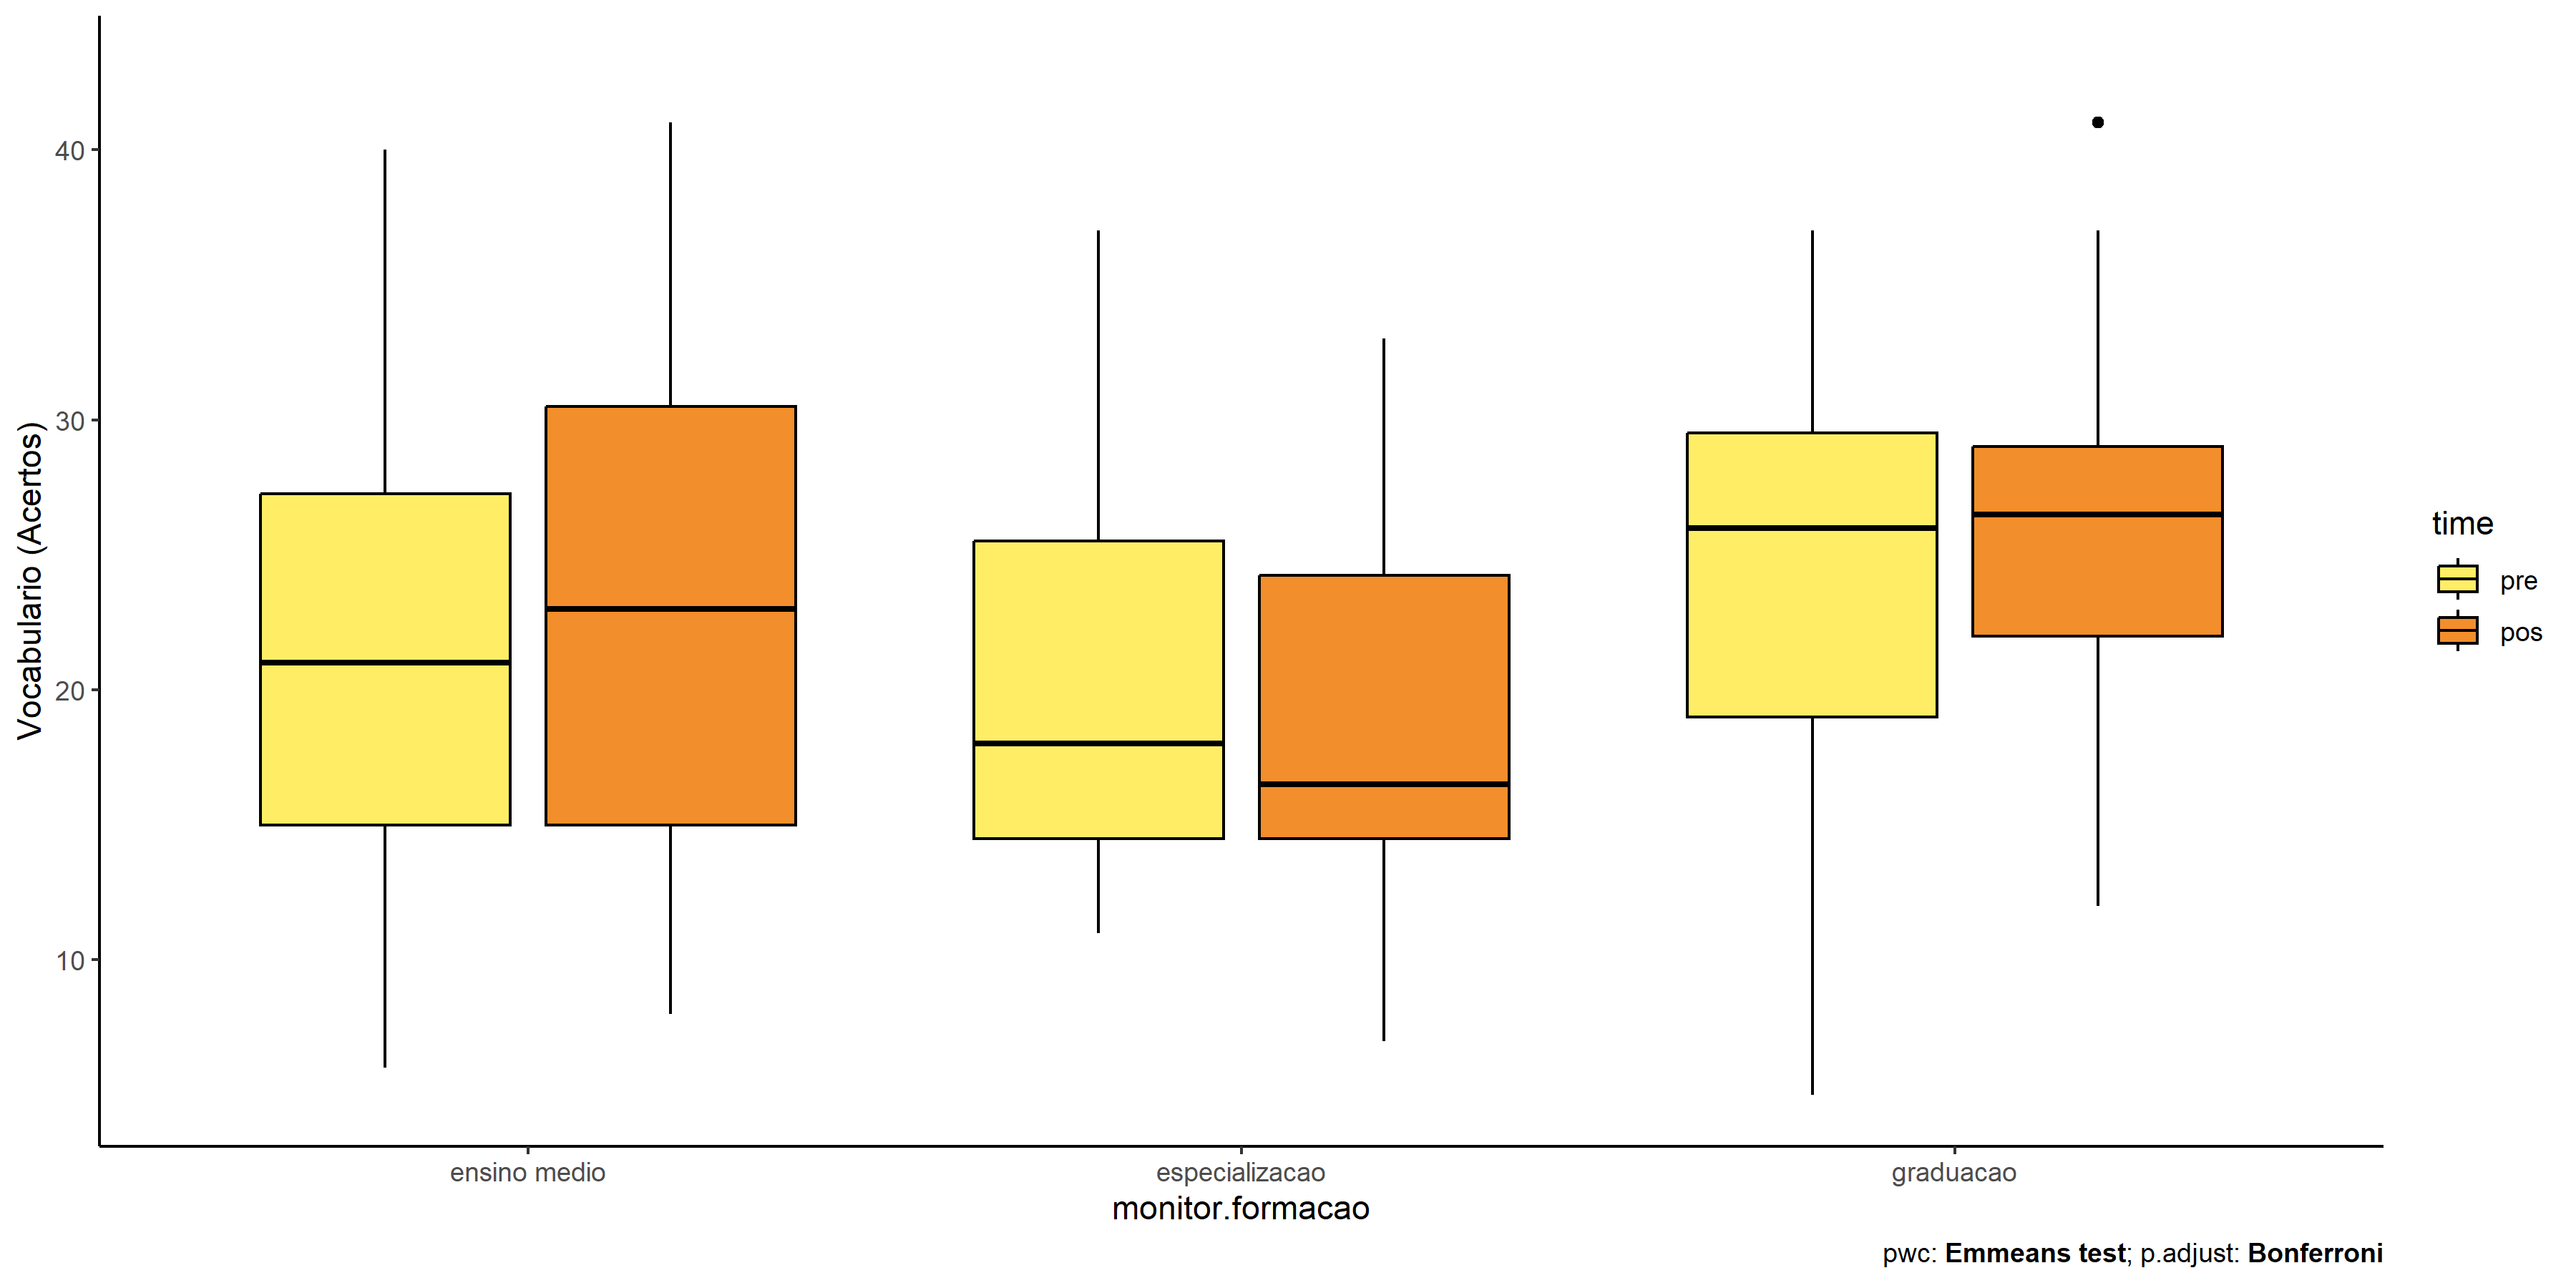 Vocabulario (Acertos)
40
30
20
10
ensino medio
especializacao
graduacao
monitor.formacao
time
pre
pos
pwc: Emmeans test; p.adjust: Bonferroni